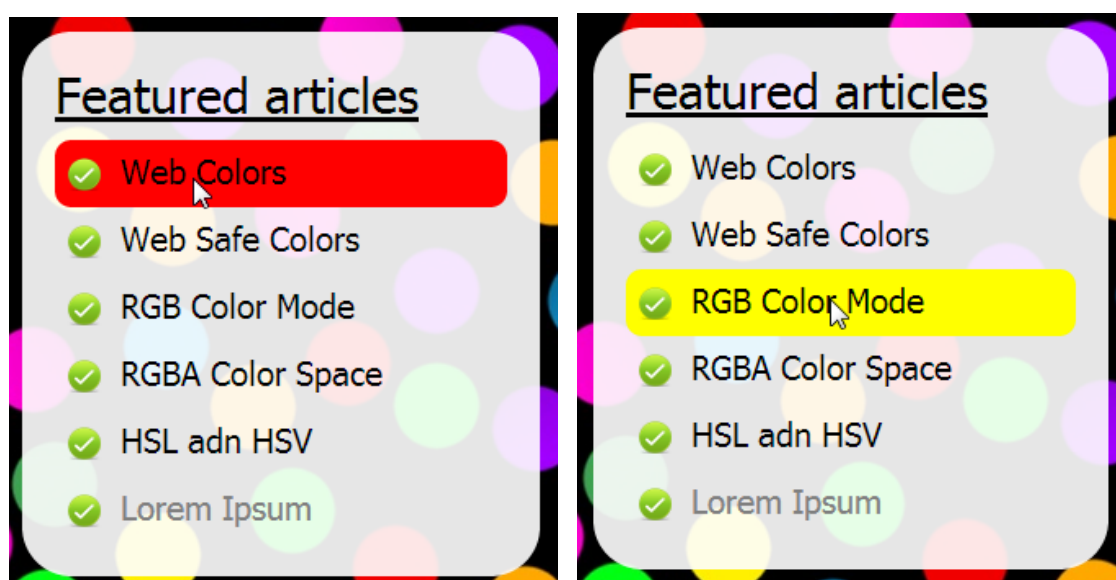 Featured articles
Web Colors
Web Safe Colors
RGB Color Mode
RGBA Color Space
HSL adn HSV
Lorem Ipsum
Featured articles
Web Colors
Web Safe Colors
RGB Color Mode
RGBA Color Space
HSL adn HSV
Lorem Ipsum